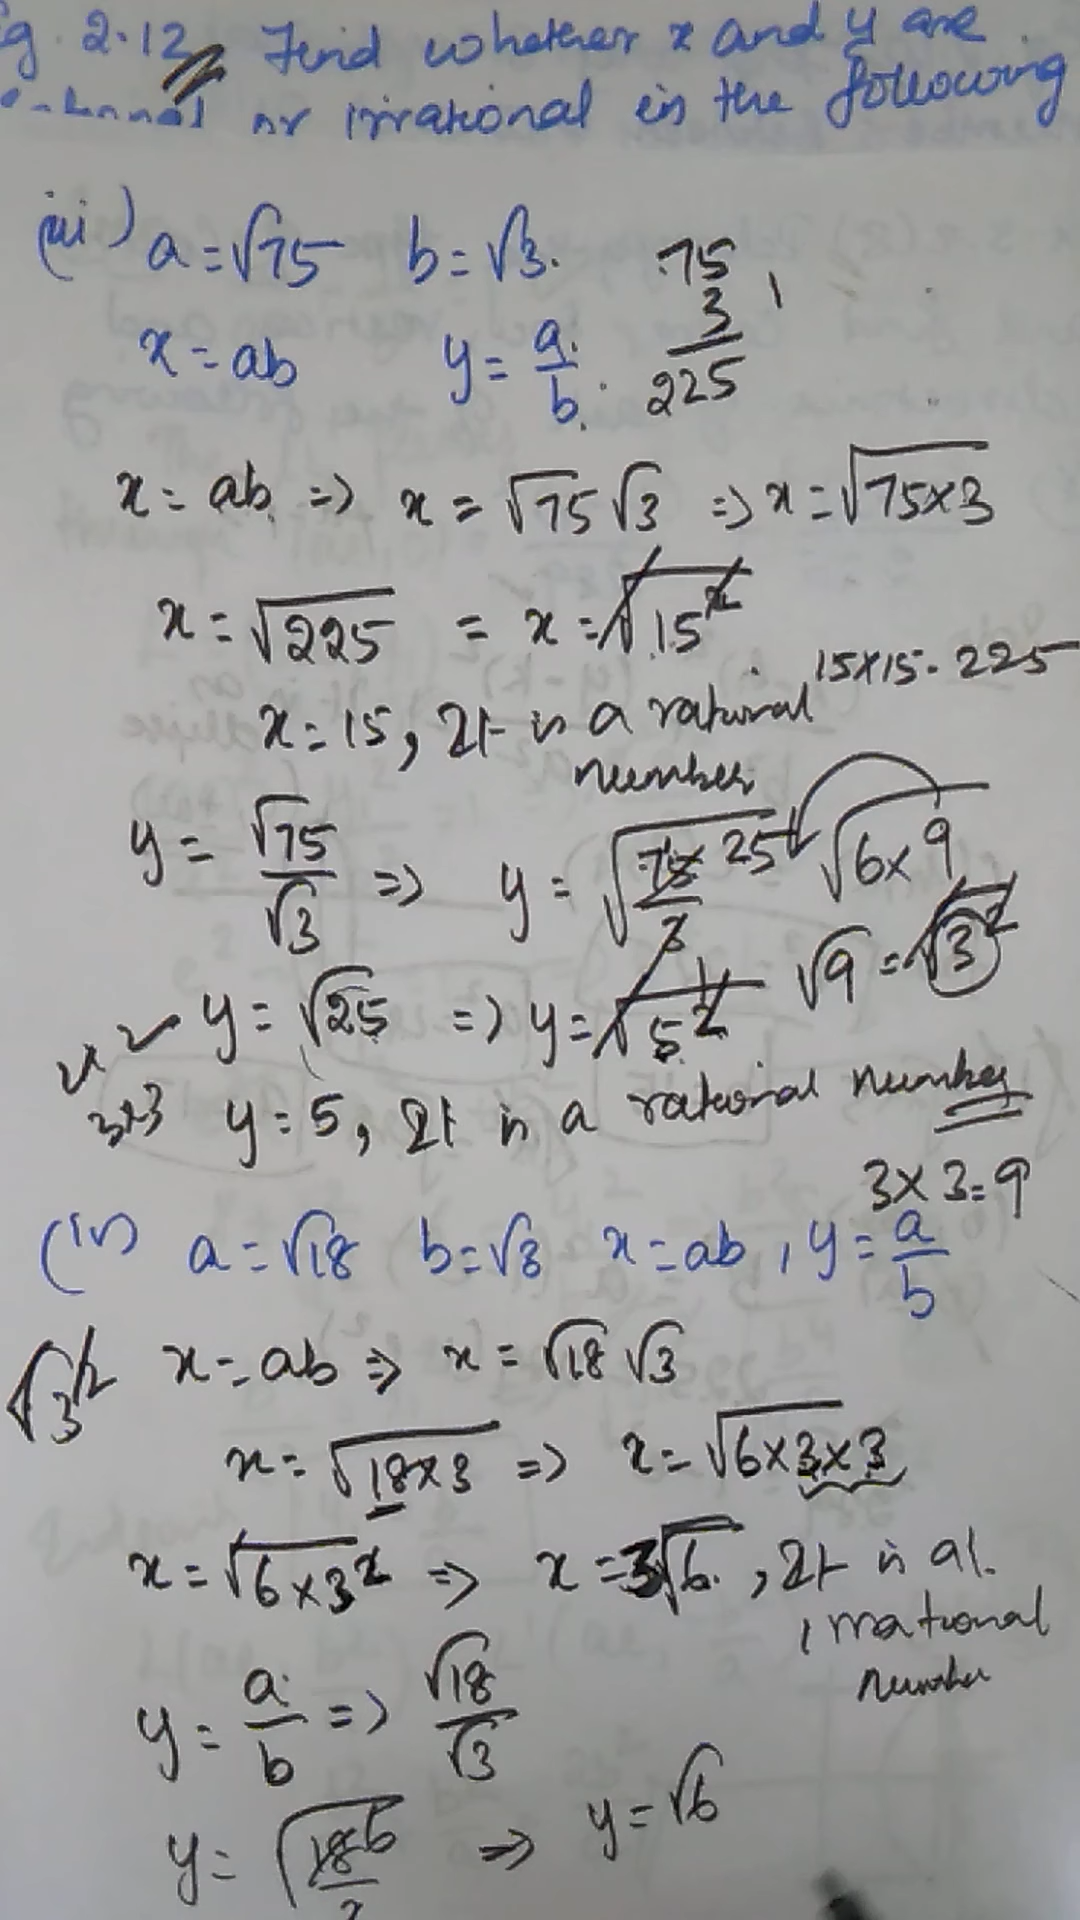 g. 2.12 Find whether x and y are
rational or irrational in the following
(iii) a=√75 b=√3. 75
3
x=ab y=a/b 225
x=ab => x=√75√3 => x=√75×3
x=√225 = x=√15²
15×15=225
x=15, It is a rational
number
y=√75/√3 => y=√75/3 25 √6×9
√9=√3²
y=√25 => y=√5²
3×3 y=5, It is a rational number
3×3=9
(iv) a=√18 b=√3 x=ab, y=a/b
√3² x=ab => x=√18√3
x=√18×3 => x=√6×3×3
x=√6×3² => x=3√6, It is a
irrational
number
y=a/b => √18/√3
y=√18/3 6 => y=√6